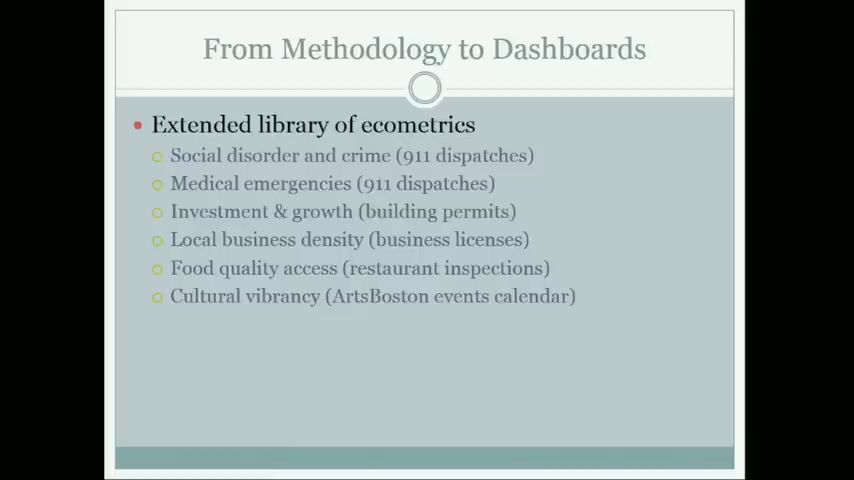 From Methodology to Dashboards
Extended library of ecometrics
Social disorder and crime (911 dispatches)
Medical emergencies (911 dispatches)
Investment & growth (building permits)
Local business density (business licenses)
Food quality access (restaurant inspections)
Cultural vibrancy (ArtsBoston events calendar)